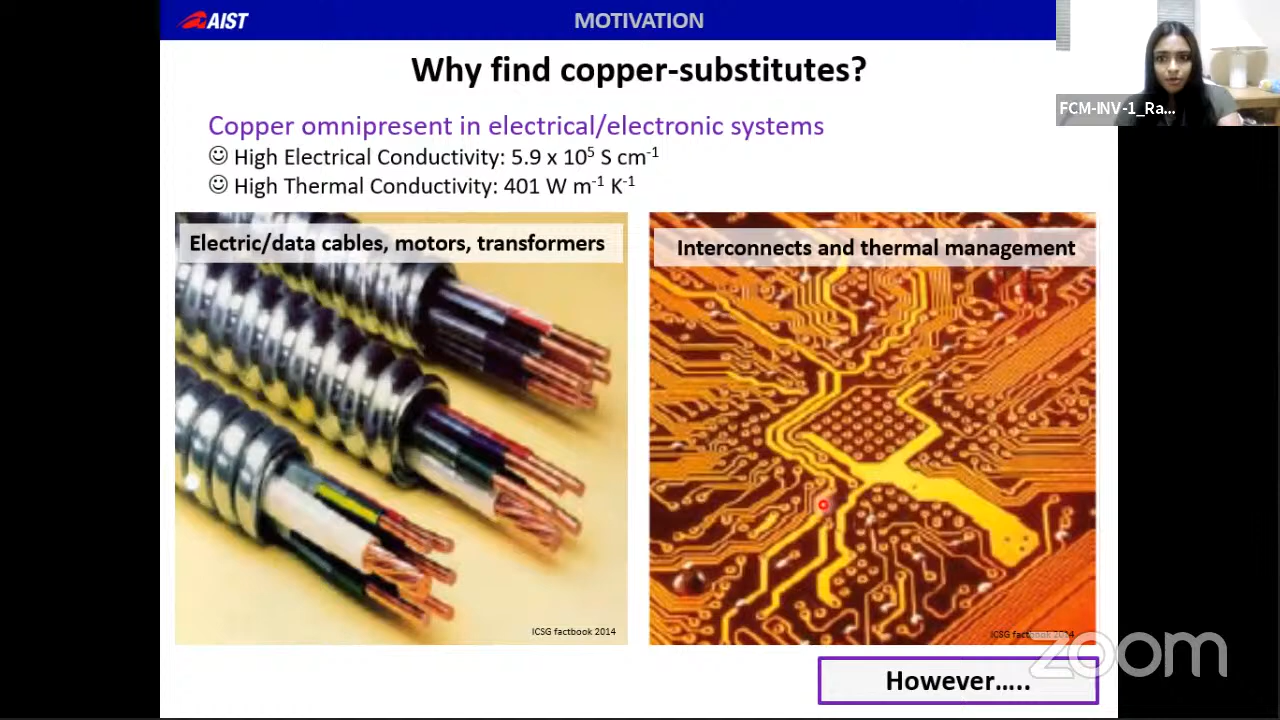 AIST
MOTIVATION
Why find copper-substitutes?
FCM-INV-1_Ra...
Copper omnipresent in electrical/electronic systems
☺ High Electrical Conductivity: 5.9 x 10⁵ S cm⁻¹
☺ High Thermal Conductivity: 401 W m⁻¹ K⁻¹
Electric/data cables, motors, transformers
Interconnects and thermal management
ICSG factbook 2014
ICSG factbook 2014
zoom
However.....